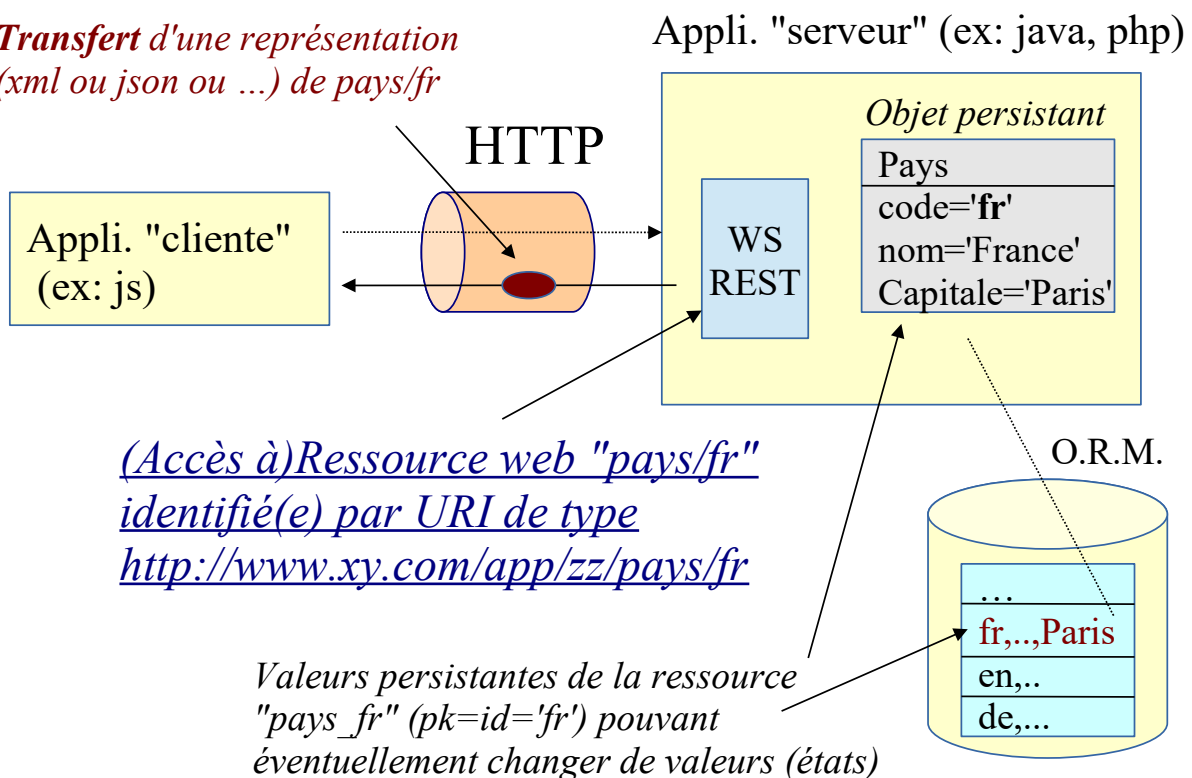 Transfert d'une représentation
(xml ou json ou …) de pays/fr
Appli. "serveur" (ex: java, php)
HTTP
Objet persistant
Pays
code='fr'
nom='France'
Capitale='Paris'
WS
REST
Appli. "cliente"
(ex: js)
(Accès à)Ressource web "pays/fr"
identifié(e) par URI de type
http://www.xy.com/app/zz/pays/fr
O.R.M.
…
fr,..,Paris
en,..
de,...
Valeurs persistantes de la ressource
"pays_fr" (pk=id='fr') pouvant
éventuellement changer de valeurs (états)